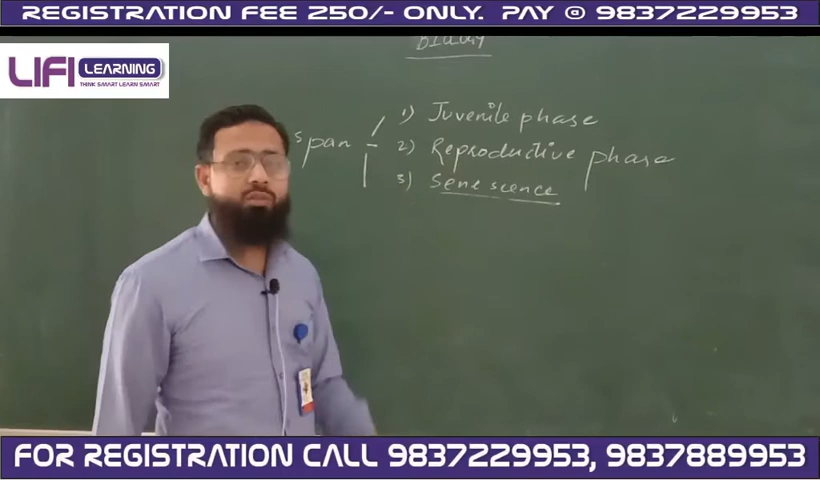 REGISTRATION FEE 250/- ONLY. PAY @ 9837229953
LIFI LEARNING
THINK SMART LEARN SMART
Biology
span
1) Juvenile phase
2) Reproductive phase
3) Senescence
FOR REGISTRATION CALL 9837229953, 9837889953